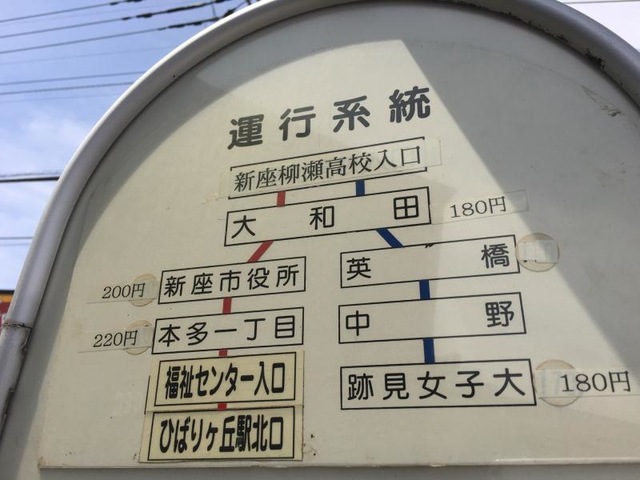 運行系統
新座柳瀬高校入口
大和田 180円
英橋
200円 新座市役所
中野
220円 本多一丁目
跡見女子大 180円
福祉センター入口
ひばりヶ丘駅北口